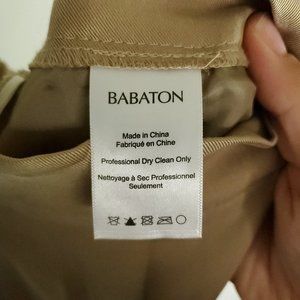 BABATON
Made in China
Fabriqué en Chine
Professional Dry Clean Only
Nettoyage à Sec Professionnel
Seulement